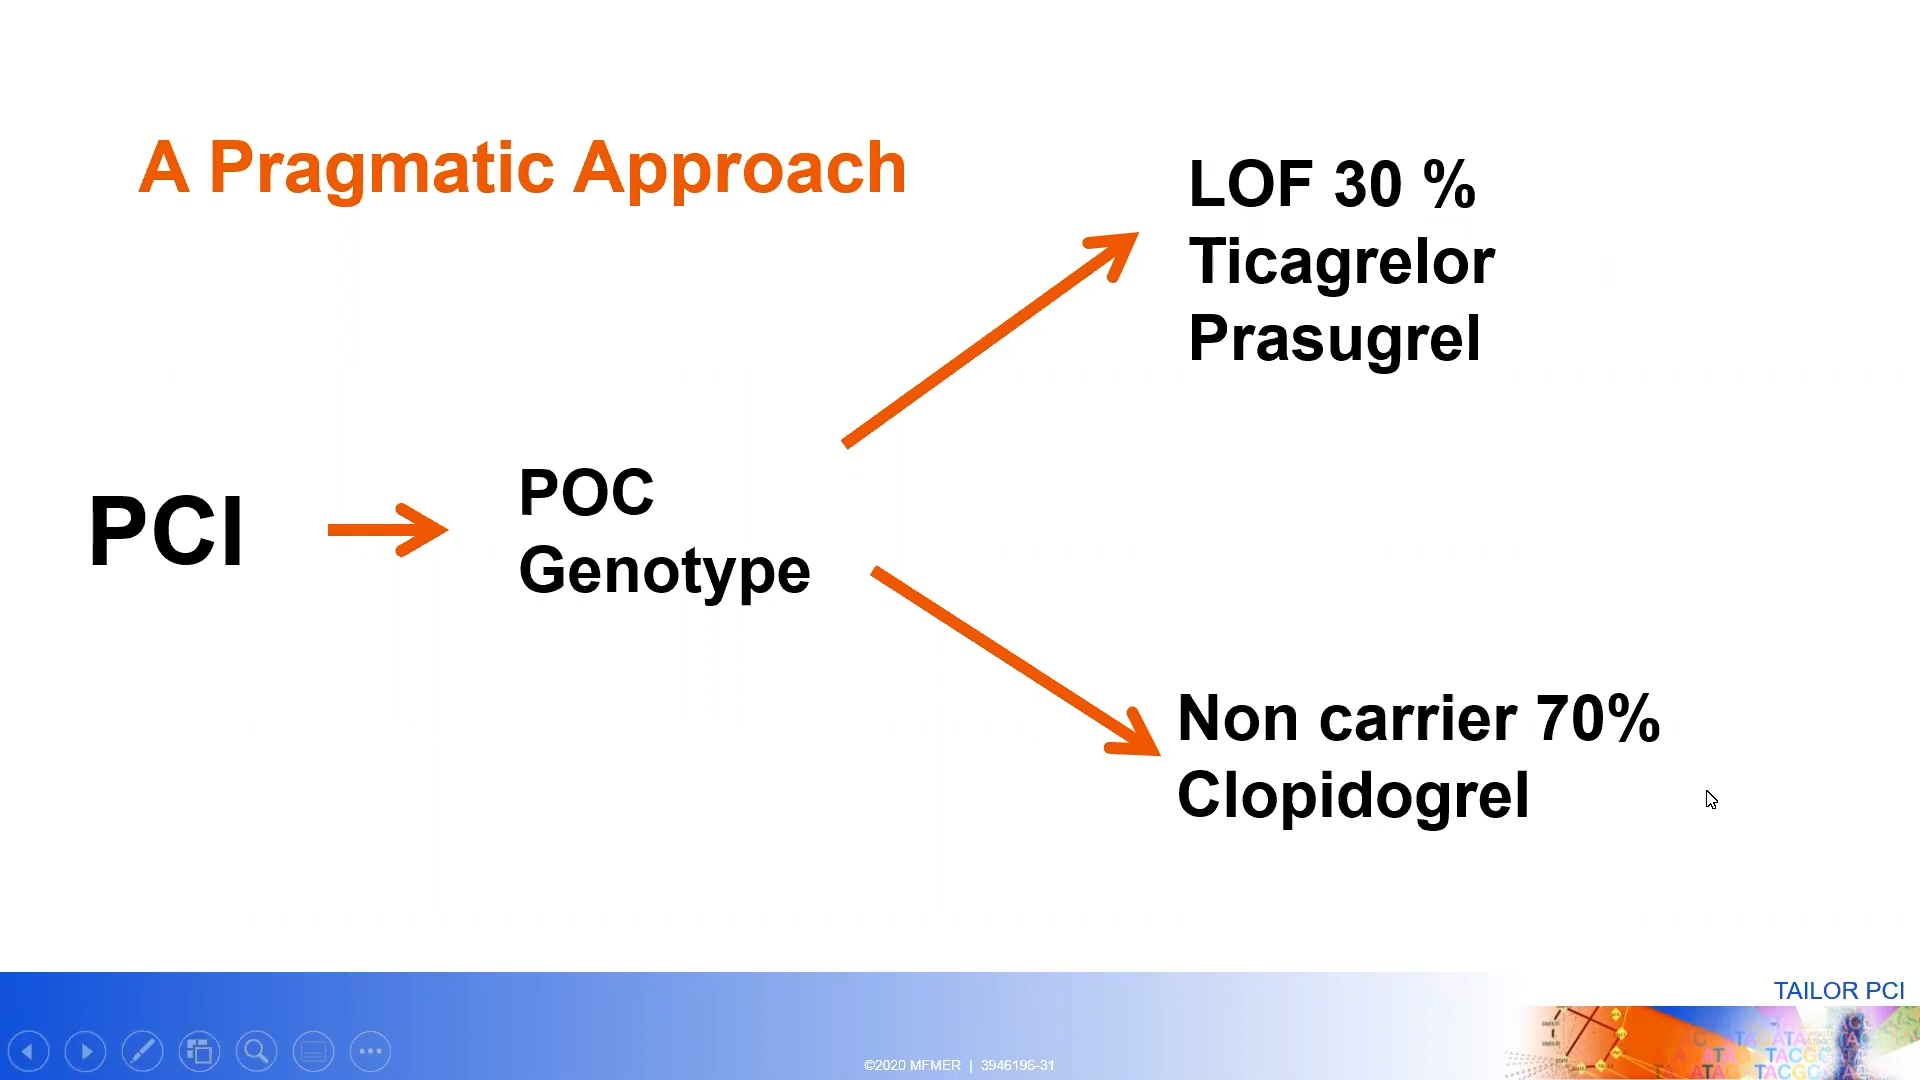 A Pragmatic Approach
LOF 30 %
Ticagrelor
Prasugrel
PCI
POC
Genotype
Non carrier 70%
Clopidogrel
TAILOR PCI
©2020 MFMER | 3946196-31